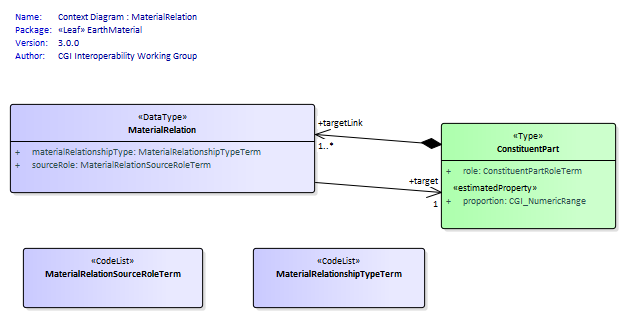 Name: Context Diagram : MaterialRelation
Package: «Leaf» EarthMaterial
Version: 3.0.0
Author: CGI Interoperability Working Group
«DataType»
MaterialRelation
+ materialRelationshipType: MaterialRelationshipTypeTerm
+ sourceRole: MaterialRelationSourceRoleTerm
+targetLink
1..*
+target
1
«Type»
ConstituentPart
+ role: ConstituentPartRoleTerm
«estimatedProperty»
+ proportion: CGI_NumericRange
«CodeList»
MaterialRelationSourceRoleTerm
«CodeList»
MaterialRelationshipTypeTerm